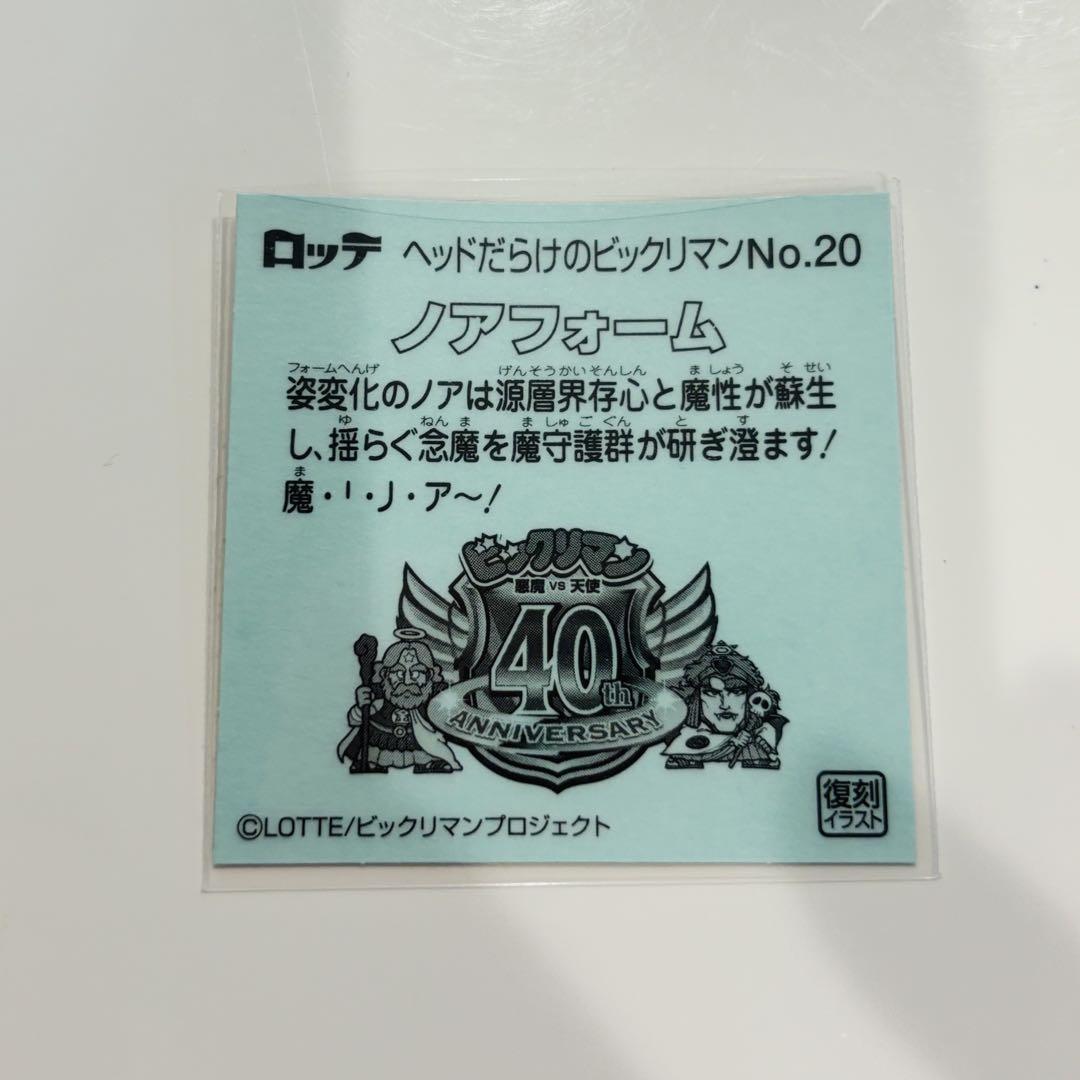 ロッテ ヘッドだらけのビックリマンNo.20
ノアフォーム
フォームへんげ げんそうかいそんしん ましょう そせい
姿変化のノアは源層界存心と魔性が蘇生
ゆ ねんま ましゅごぐん と す
し、揺らぐ念魔を魔守護群が研ぎ澄ます!
ま
魔・リ・ノ・ア〜!
ビックリマン
悪魔 VS 天使
40th
ANNIVERSARY
復刻
イラスト
©LOTTE/ビックリマンプロジェクト